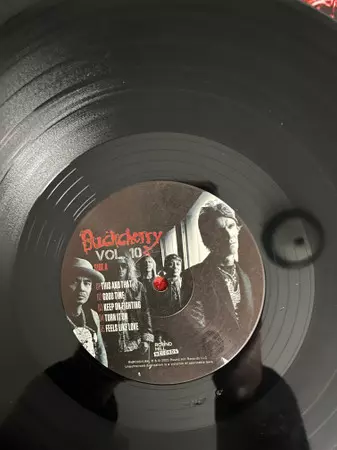 Buckcherry
VOL. 10
SIDE A
THIS AND THAT
GOOD TIME
KEEP ON FIGHTING
TURN IT ON
FEELS LIKE LOVE
ROUND
HILL
RECORDS